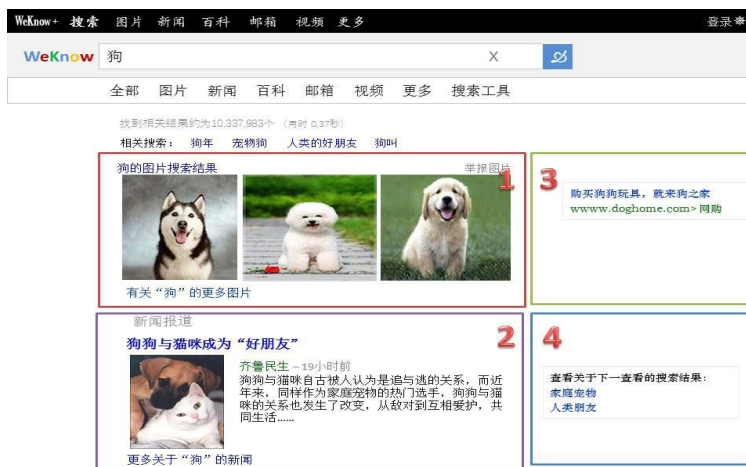 WeKnow+ 搜索 图片 新闻 百科 邮箱 视频 更多 登录
WeKnow 狗 X
全部 图片 新闻 百科 邮箱 视频 更多 搜索工具
找到相关结果约为10,337,983个 (用时 0.37秒)
相关搜索： 狗年 宠物狗 人类的好朋友 狗叫
狗的图片搜索结果 举报图片
1
有关“狗”的更多图片
3
购买狗狗玩具，就来狗之家
wwww.doghome.com> 网购
新闻报道
2
狗狗与猫咪成为“好朋友”
齐鲁民生 – 19小时前
狗狗与猫咪自古被人认为是追与逃的关系，而近
年来，同样作为家庭宠物的热门选手，狗狗与猫
咪的关系也发生了改变，从敌对到互相爱护，共
同生活……
更多关于“狗”的新闻
4
查看关于下一查看的搜索结果：
家庭宠物
人类朋友